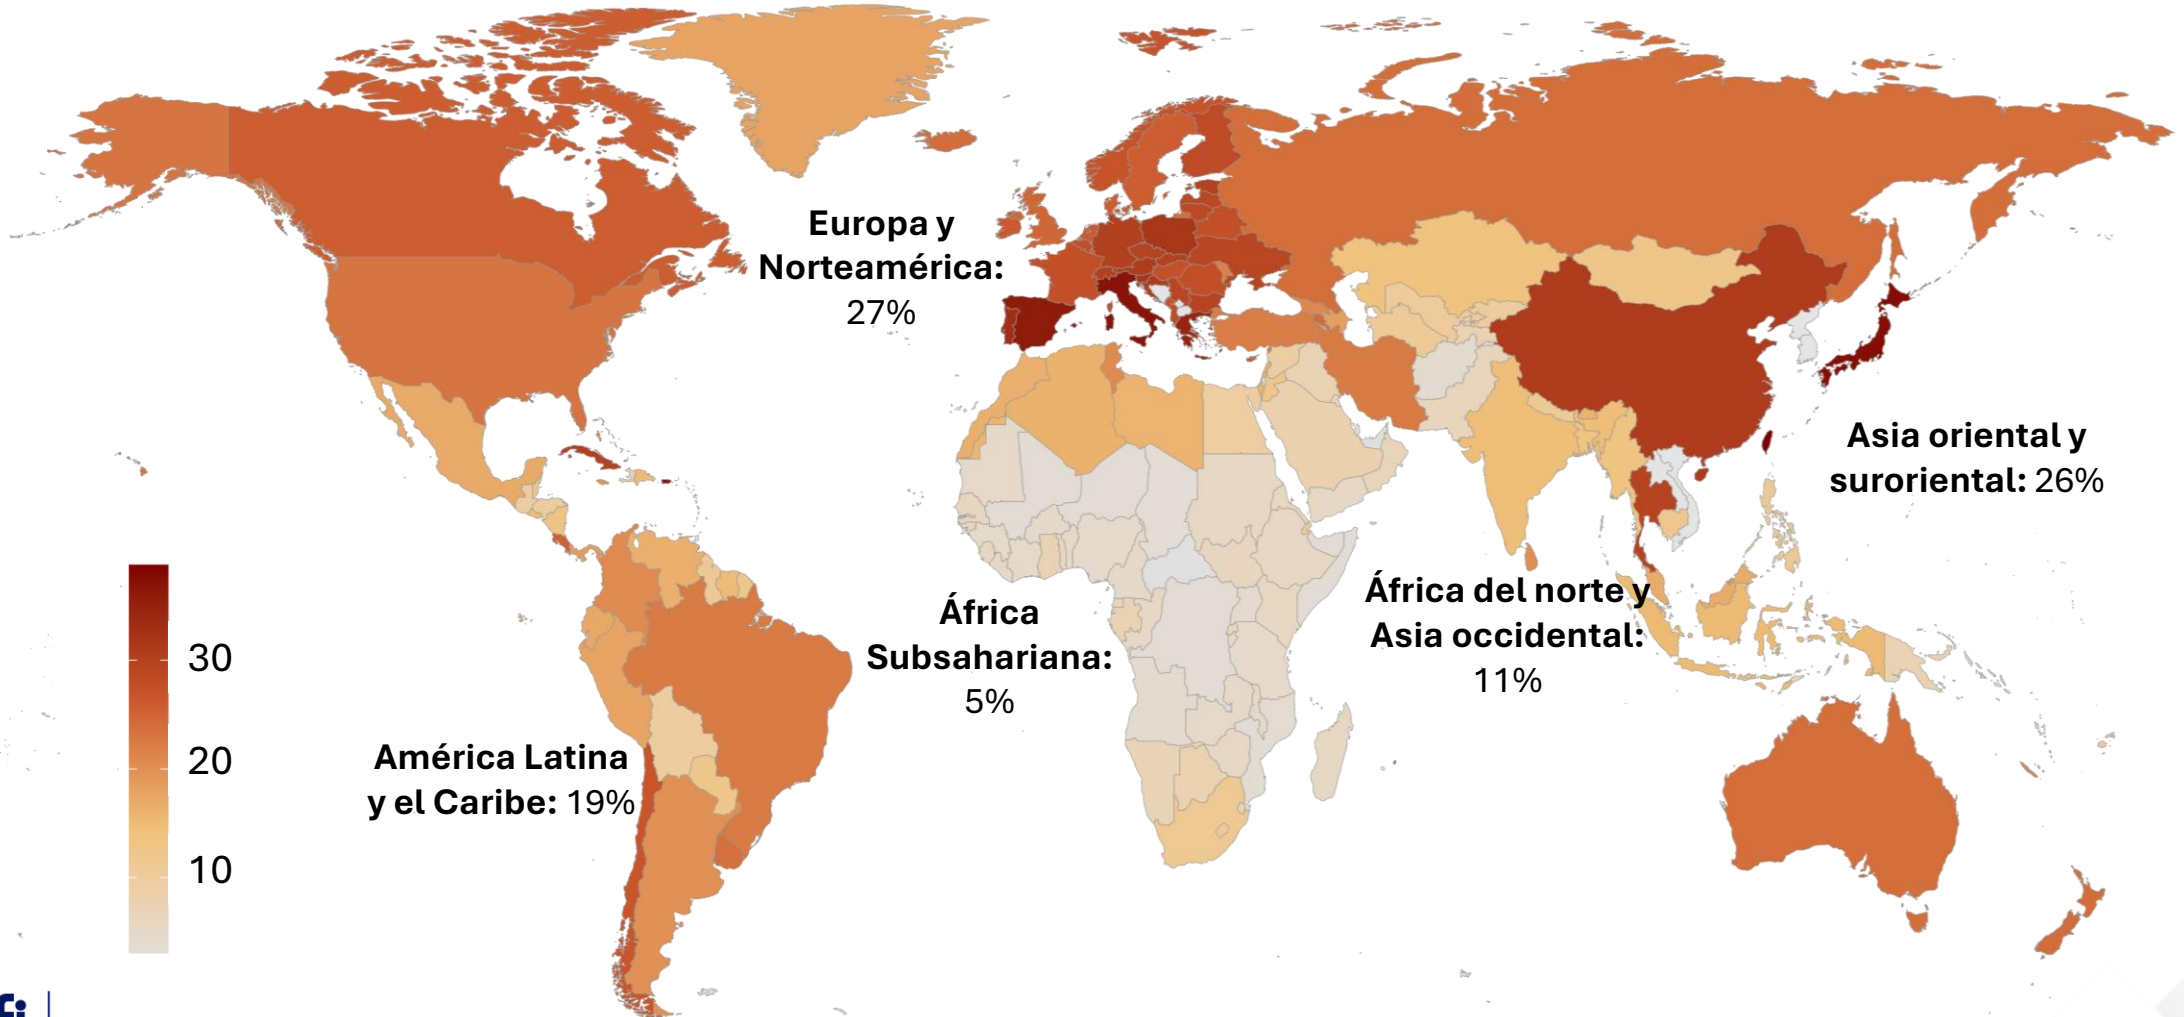 Europa y
Norteamérica:
27%
Asia oriental y
suroriental: 26%
África
Subsahariana:
5%
África del norte y
Asia occidental:
11%
América Latina
y el Caribe: 19%
30
20
10